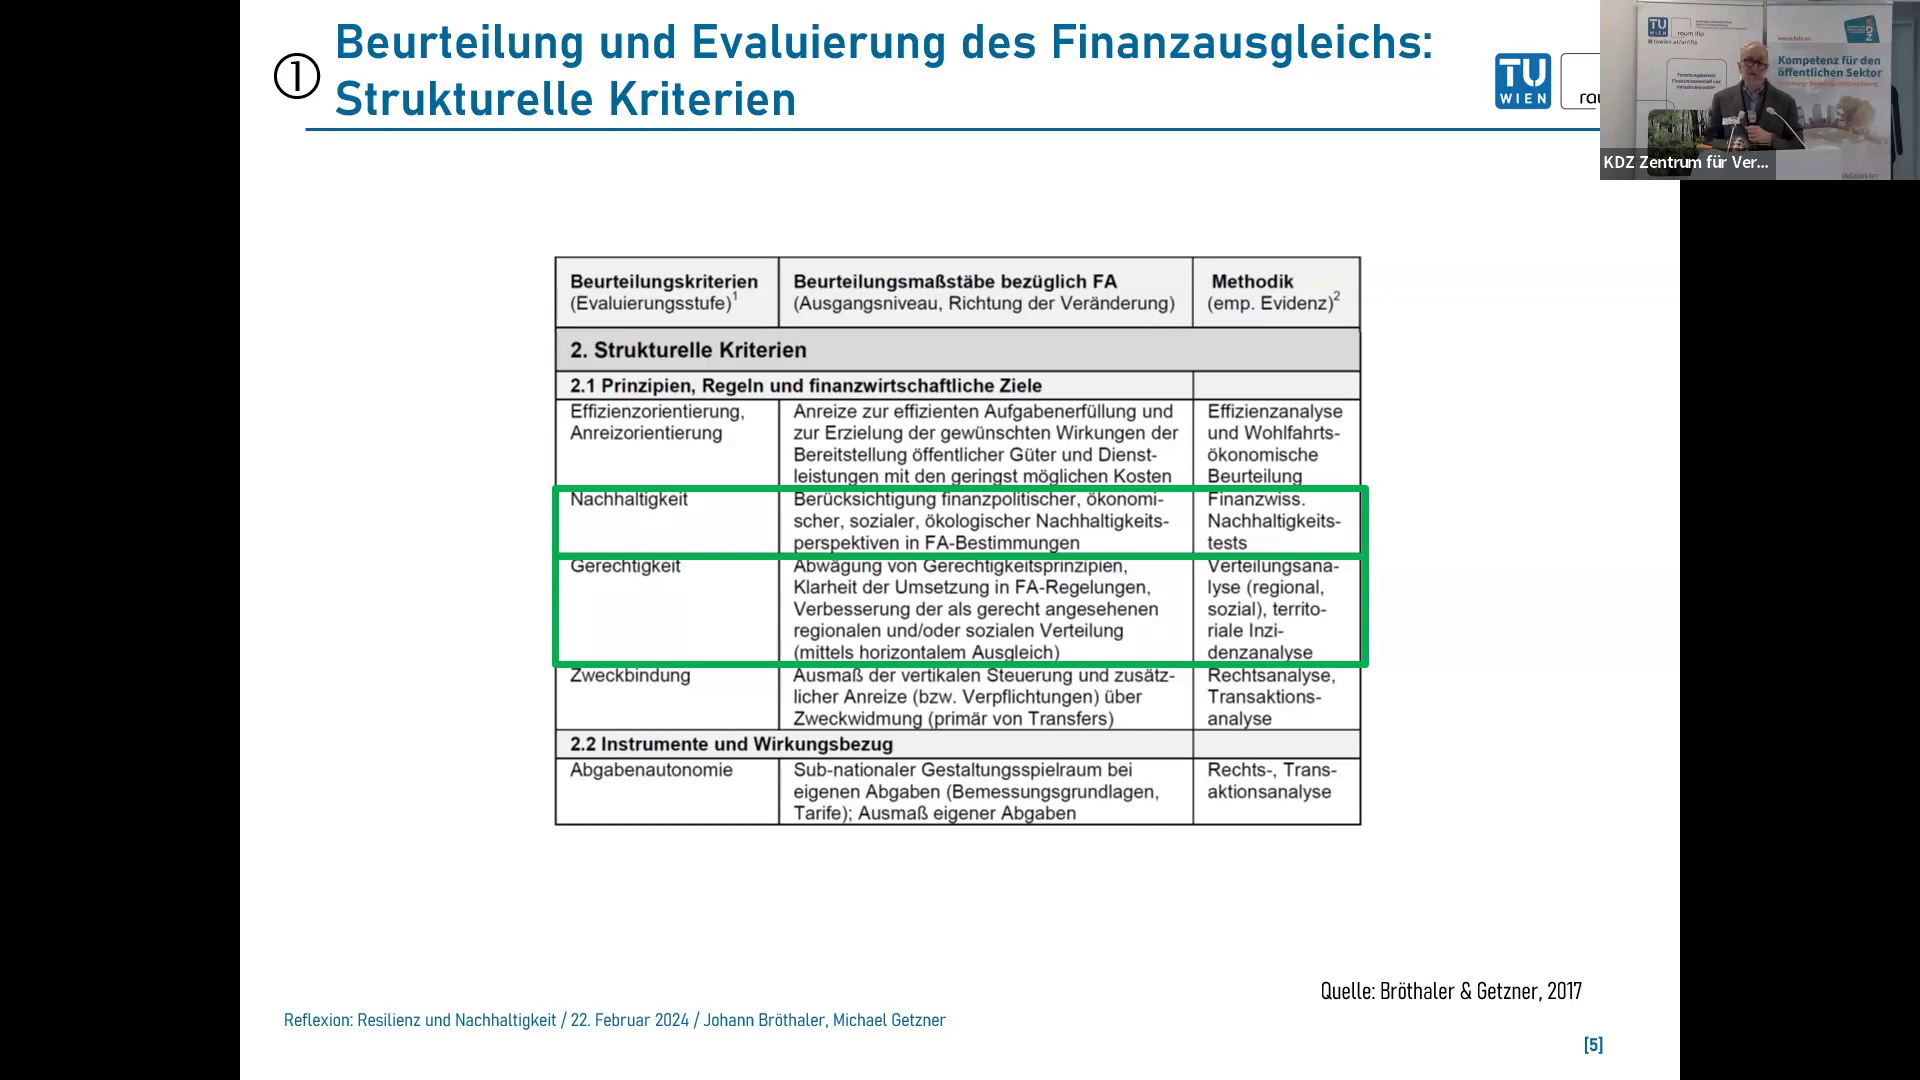 ①
Beurteilung und Evaluierung des Finanzausgleichs:
Strukturelle Kriterien
TU
WIEN
TU
raum ifip
www.kdz.eu
KDZ
Kompetenz für den
öffentlichen Sektor
KDZ Zentrum für Ver...
Beurteilungskriterien
(Evaluierungsstufe)1
Beurteilungsmaßstäbe bezüglich FA
(Ausgangsniveau, Richtung der Veränderung)
Methodik
(emp. Evidenz)2
2. Strukturelle Kriterien
2.1 Prinzipien, Regeln und finanzwirtschaftliche Ziele
Effizienzorientierung,
Anreizorientierung
Anreize zur effizienten Aufgabenerfüllung und
zur Erzielung der gewünschten Wirkungen der
Bereitstellung öffentlicher Güter und Dienst-
leistungen mit den geringst möglichen Kosten
Effizienzanalyse
und Wohlfahrts-
ökonomische
Beurteilung
Nachhaltigkeit
Berücksichtigung finanzpolitischer, ökonomi-
scher, sozialer, ökologischer Nachhaltigkeits-
perspektiven in FA-Bestimmungen
Finanzwiss.
Nachhaltigkeits-
tests
Gerechtigkeit
Abwägung von Gerechtigkeitsprinzipien,
Klarheit der Umsetzung in FA-Regelungen,
Verbesserung der als gerecht angesehenen
regionalen und/oder sozialen Verteilung
(mittels horizontalem Ausgleich)
Verteilungsana-
lyse (regional,
sozial), territo-
riale Inzi-
denzanalyse
Zweckbindung
Ausmaß der vertikalen Steuerung und zusätz-
licher Anreize (bzw. Verpflichtungen) über
Zweckwidmung (primär von Transfers)
Rechtsanalyse,
Transaktions-
analyse
2.2 Instrumente und Wirkungsbezug
Abgabenautonomie
Sub-nationaler Gestaltungsspielraum bei
eigenen Abgaben (Bemessungsgrundlagen,
Tarife); Ausmaß eigener Abgaben
Rechts-, Trans-
aktionsanalyse
Quelle: Bröthaler & Getzner, 2017
Reflexion: Resilienz und Nachhaltigkeit / 22. Februar 2024 / Johann Bröthaler, Michael Getzner
[5]